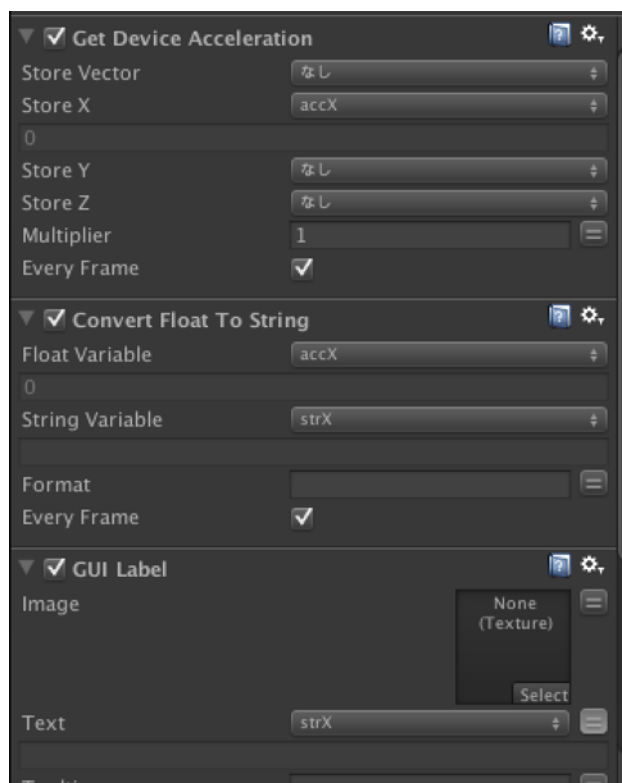 Get Device Acceleration
Store Vector なし
Store X accX
0
Store Y なし
Store Z なし
Multiplier 1
Every Frame
Convert Float To String
Float Variable accX
0
String Variable strX
Format
Every Frame
GUI Label
Image None
(Texture)
Select
Text strX